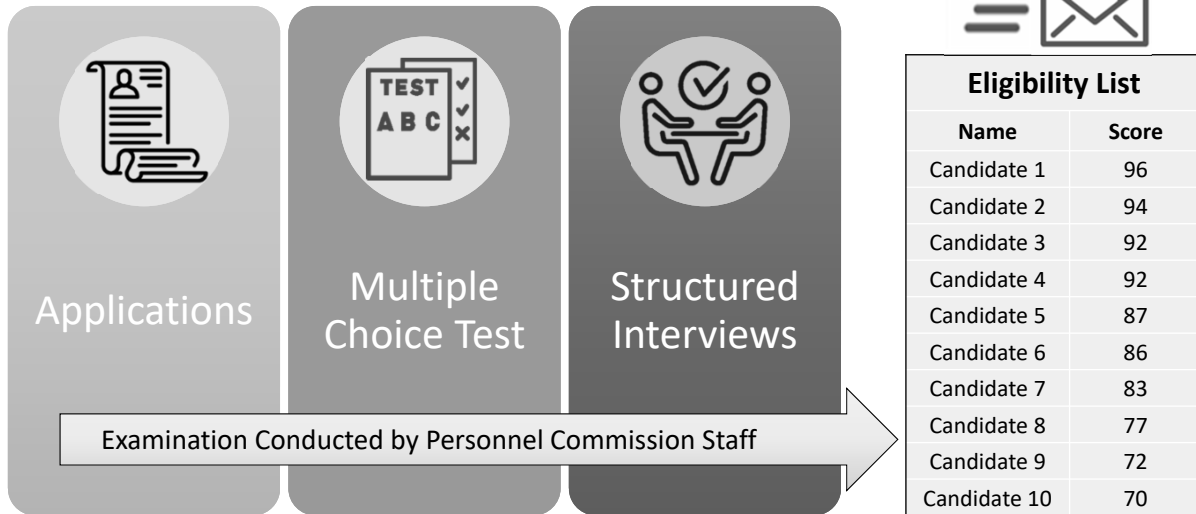 TEST
A B C
Applications
Multiple
Choice Test
Structured
Interviews
Examination Conducted by Personnel Commission Staff
Eligibility List
Name Score
Candidate 1 96
Candidate 2 94
Candidate 3 92
Candidate 4 92
Candidate 5 87
Candidate 6 86
Candidate 7 83
Candidate 8 77
Candidate 9 72
Candidate 10 70